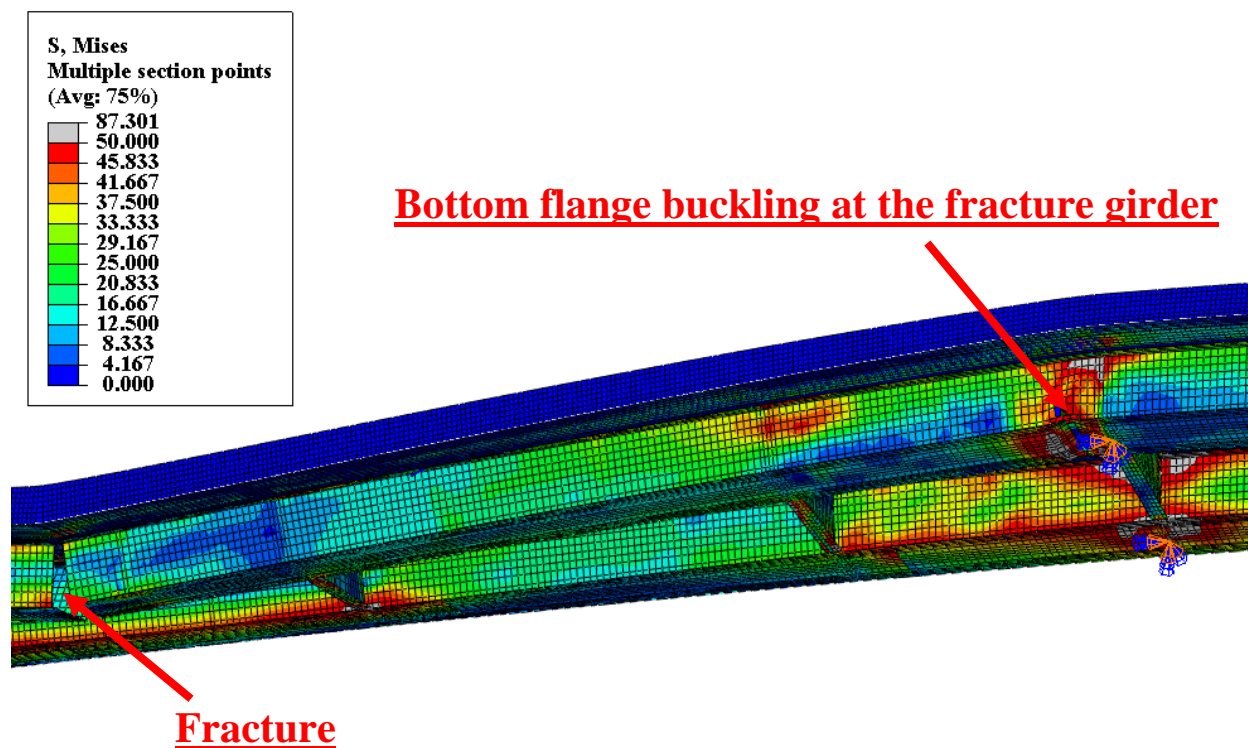 S, Mises
Multiple section points
(Avg: 75%)
87.301
50.000
45.833
41.667
37.500
33.333
29.167
25.000
20.833
16.667
12.500
8.333
4.167
0.000
Bottom flange buckling at the fracture girder
Fracture